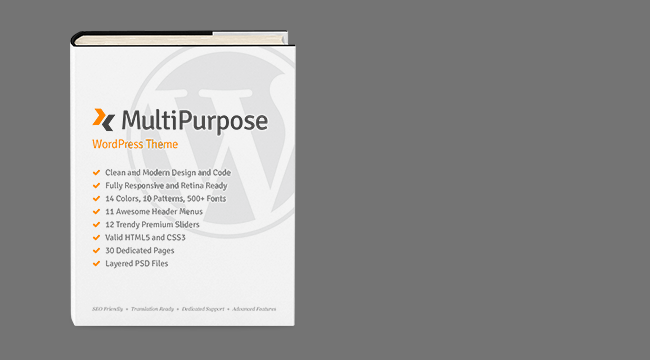 MultiPurpose
WordPress Theme
Clean and Modern Design and Code
Fully Responsive and Retina Ready
14 Colors, 10 Patterns, 500+ Fonts
11 Awesome Header Menus
12 Trendy Premium Sliders
Valid HTML5 and CSS3
30 Dedicated Pages
Layered PSD Files
SEO Friendly • Translation Ready • Dedicated Support • Advanced Features